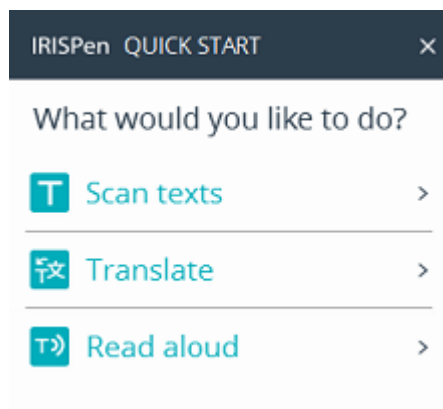 IRISPen QUICK START
What would you like to do?
T Scan texts
Translate
T Read aloud